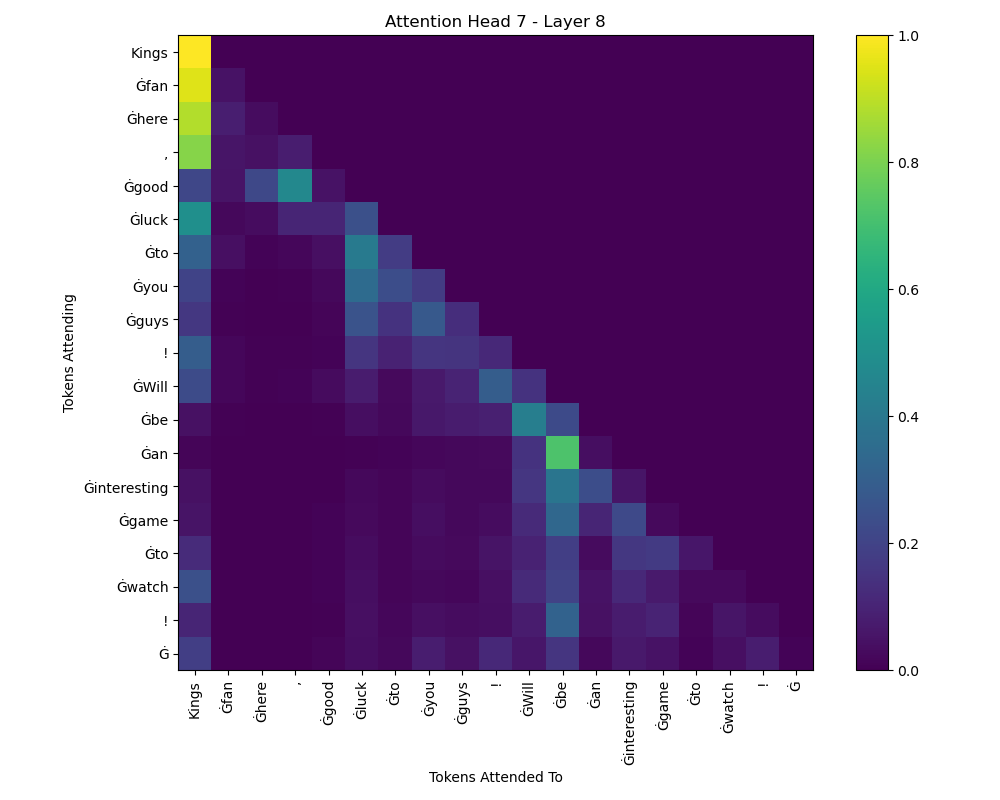 Attention Head 7 - Layer 8
Tokens Attending
Kings
Ġfan
Ġhere
,
Ġgood
Ġluck
Ġto
Ġyou
Ġguys
!
ĠWill
Ġbe
Ġan
Ġinteresting
Ġgame
Ġto
Ġwatch
!
Ġ
Kings Ġfan Ġhere , Ġgood Ġluck Ġto Ġyou Ġguys ! ĠWill Ġbe Ġan Ġinteresting Ġgame Ġto Ġwatch ! Ġ
Tokens Attended To
1.0
0.8
0.6
0.4
0.2
0.0